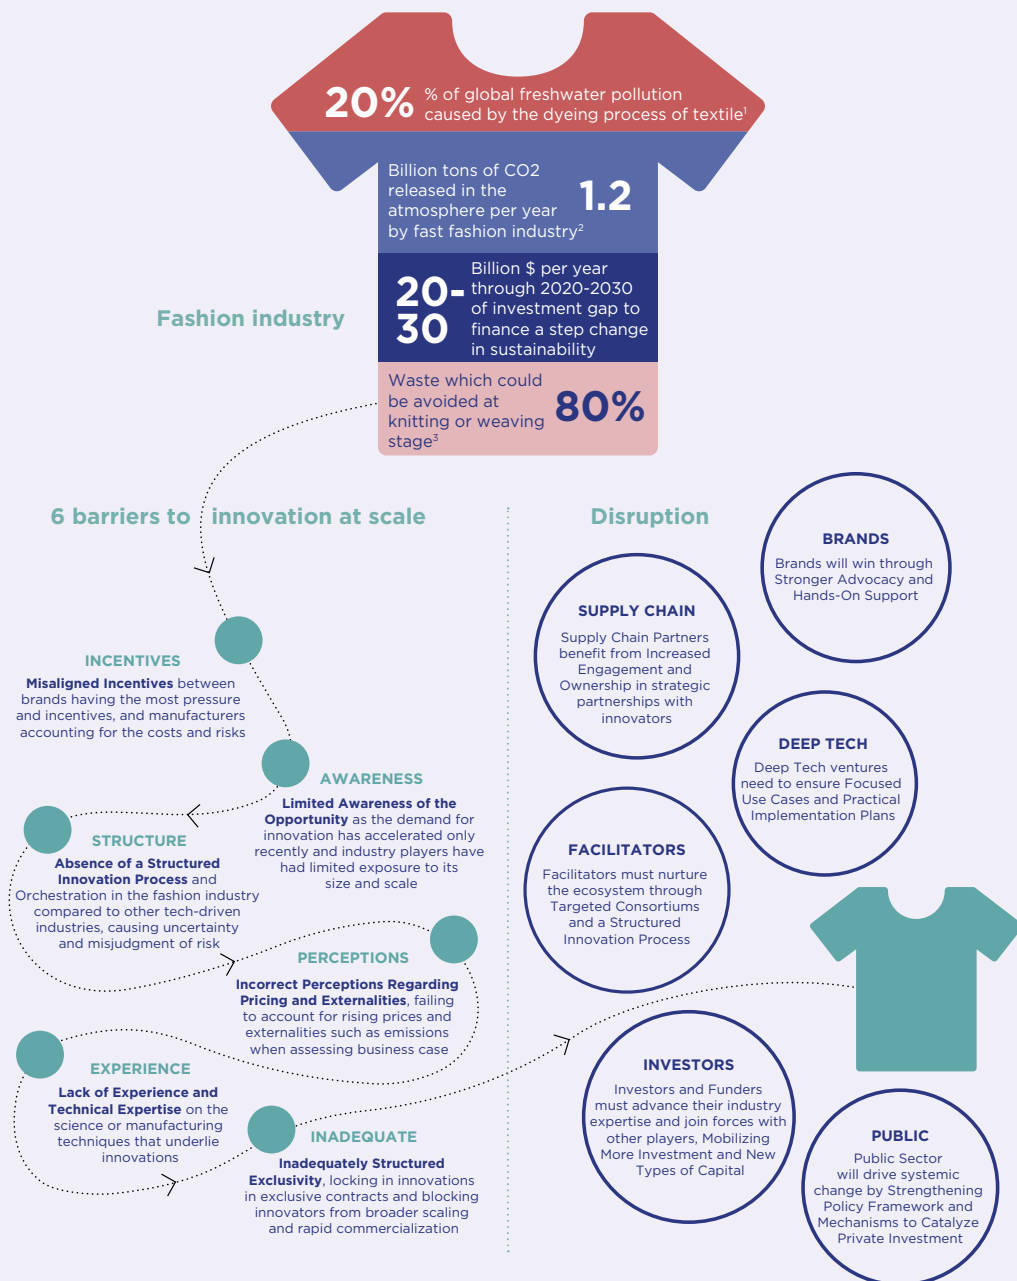 20%
% of global freshwater pollution
caused by the dyeing process of textile¹
Billion tons of CO2
released in the
atmosphere per year
by fast fashion industry²
1.2
20-
30
Billion $ per year
through 2020-2030
of investment gap to
finance a step change
in sustainability
Fashion industry
Waste which could
be avoided at
knitting or weaving
stage³
80%
6 barriers to innovation at scale
INCENTIVES
Misaligned Incentives between
brands having the most pressure
and incentives, and manufacturers
accounting for the costs and risks
AWARENESS
Limited Awareness of the
Opportunity as the demand for
innovation has accelerated only
recently and industry players have
had limited exposure to its
size and scale
STRUCTURE
Absence of a Structured
Innovation Process and
Orchestration in the fashion industry
compared to other tech-driven
industries, causing uncertainty
and misjudgment of risk
PERCEPTIONS
Incorrect Perceptions Regarding
Pricing and Externalities, failing
to account for rising prices and
externalities such as emissions
when assessing business case
EXPERIENCE
Lack of Experience and
Technical Expertise on the
science or manufacturing
techniques that underlie
innovations
INADEQUATE
Inadequately Structured
Exclusivity, locking in innovations
in exclusive contracts and blocking
innovators from broader scaling
and rapid commercialization
Disruption
BRANDS
Brands will win through
Stronger Advocacy and
Hands-On Support
SUPPLY CHAIN
Supply Chain Partners
benefit from Increased
Engagement and
Ownership in strategic
partnerships with
innovators
DEEP TECH
Deep Tech ventures
need to ensure Focused
Use Cases and Practical
Implementation Plans
FACILITATORS
Facilitators must nurture
the ecosystem through
Targeted Consortiums
and a Structured
Innovation Process
INVESTORS
Investors and Funders
must advance their industry
expertise and join forces with
other players, Mobilizing
More Investment and New
Types of Capital
PUBLIC
Public Sector
will drive systemic
change by Strengthening
Policy Framework and
Mechanisms to Catalyze
Private Investment